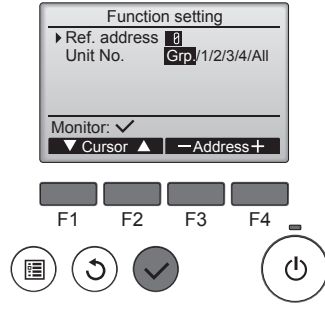 Function setting
Ref. address 0
Unit No. Grp./1/2/3/4/All
Monitor: ✓
▼ Cursor ▲ −Address+
F1 F2 F3 F4